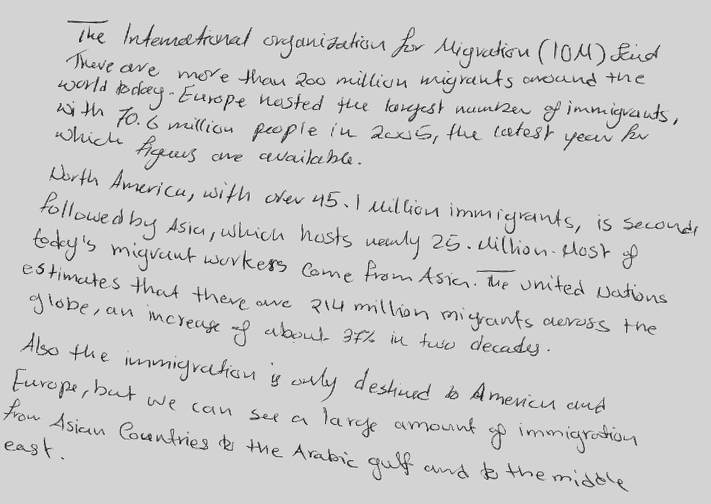 The International organization for Migration (IOM) said
There are more than 200 million migrants around the
world today. Europe hosted the largest number of immigrants,
with 70.6 million people in 2005, the latest year for
which figures are available.
North America, with over 45.1 million immigrants, is second,
followed by Asia, which hosts nearly 25. Million. Most of
today's migrant workers come from Asia. The united Nations
estimates that there are 214 million migrants across the
globe, an increase of about 37% in two decades.
Also the immigration is only destined to America and
Europe, but we can see a large amount of immigration
from Asian Countries to the Arabic gulf and to the middle
east.